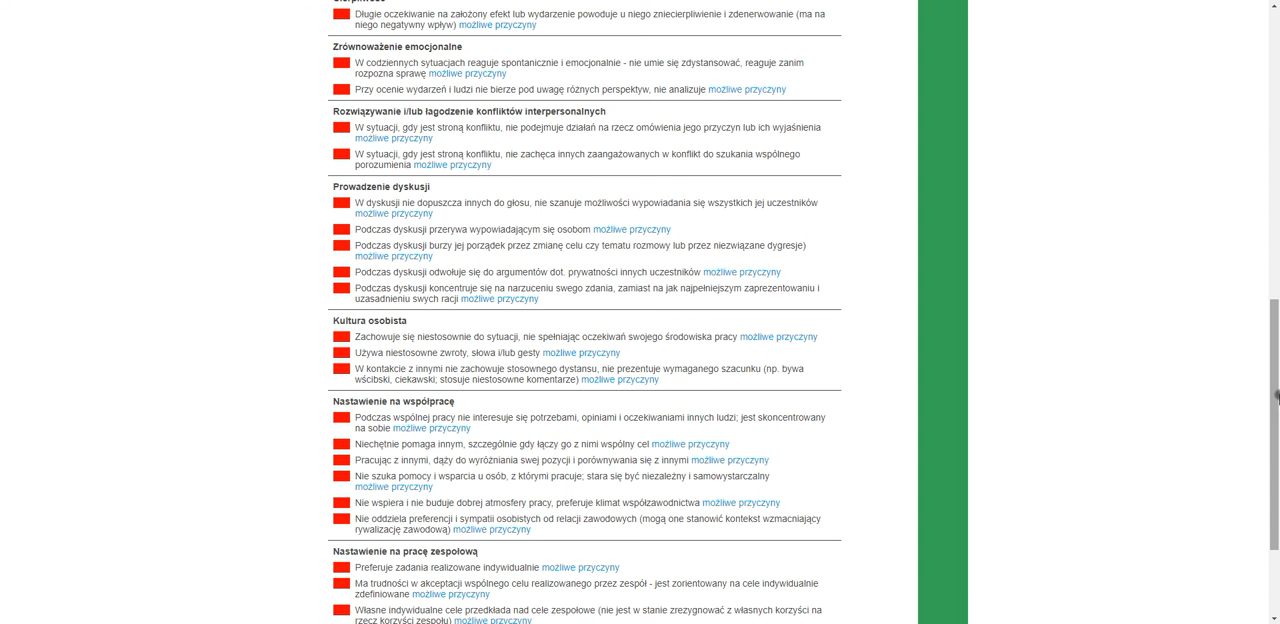 Długie oczekiwanie na założony efekt lub wydarzenie powoduje u niego zniecierpliwienie i zdenerwowanie (ma na
niego negatywny wpływ) możliwe przyczyny
Zrównoważenie emocjonalne
W codziennych sytuacjach reaguje spontanicznie i emocjonalnie - nie umie się zdystansować, reaguje zanim
rozpozna sprawę możliwe przyczyny
Przy ocenie wydarzeń i ludzi nie bierze pod uwagę różnych perspektyw, nie analizuje możliwe przyczyny
Rozwiązywanie i/lub łagodzenie konfliktów interpersonalnych
W sytuacji, gdy jest stroną konfliktu, nie podejmuje działań na rzecz omówienia jego przyczyn lub ich wyjaśnienia
możliwe przyczyny
W sytuacji, gdy jest stroną konfliktu, nie zachęca innych zaangażowanych w konflikt do szukania wspólnego
porozumienia możliwe przyczyny
Prowadzenie dyskusji
W dyskusji nie dopuszcza innych do głosu, nie szanuje możliwości wypowiadania się wszystkich jej uczestników
możliwe przyczyny
Podczas dyskusji przerywa wypowiadającym się osobom możliwe przyczyny
Podczas dyskusji burzy jej porządek przez zmianę celu czy tematu rozmowy lub przez niezwiązane dygresje)
możliwe przyczyny
Podczas dyskusji odwołuje się do argumentów dot. prywatności innych uczestników możliwe przyczyny
Podczas dyskusji koncentruje się na narzuceniu swego zdania, zamiast na jak najpełniejszym zaprezentowaniu i
uzasadnieniu swych racji możliwe przyczyny
Kultura osobista
Zachowuje się niestosownie do sytuacji, nie spełniając oczekiwań swojego środowiska pracy możliwe przyczyny
Używa niestosowne zwroty, słowa i/lub gesty możliwe przyczyny
W kontakcie z innymi nie zachowuje stosownego dystansu, nie prezentuje wymaganego szacunku (np. bywa
wścibski, ciekawski; stosuje niestosowne komentarze) możliwe przyczyny
Nastawienie na współpracę
Podczas wspólnej pracy nie interesuje się potrzebami, opiniami i oczekiwaniami innych ludzi; jest skoncentrowany
na sobie możliwe przyczyny
Niechętnie pomaga innym, szczególnie gdy łączy go z nimi wspólny cel możliwe przyczyny
Pracując z innymi, dąży do wyróżniania swej pozycji i porównywania się z innymi możliwe przyczyny
Nie szuka pomocy i wsparcia u osób, z którymi pracuje; stara się być niezależny i samowystarczalny
możliwe przyczyny
Nie wspiera i nie buduje dobrej atmosfery pracy, preferuje klimat współzawodnictwa możliwe przyczyny
Nie oddziela preferencji i sympatii osobistych od relacji zawodowych (mogą one stanowić kontekst wzmacniający
rywalizację zawodową) możliwe przyczyny
Nastawienie na pracę zespołową
Preferuje zadania realizowane indywidualnie możliwe przyczyny
Ma trudności w akceptacji wspólnego celu realizowanego przez zespół - jest zorientowany na cele indywidualnie
zdefiniowane możliwe przyczyny
Własne indywidualne cele przedkłada nad cele zespołowe (nie jest w stanie zrezygnować z własnych korzyści na
rzecz korzyści zespołu) możliwe przyczyny